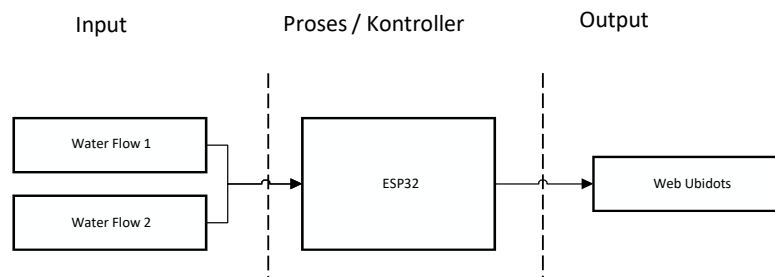 Input
Proses / Kontroller
Output
Water Flow 1
Water Flow 2
ESP32
Web Ubidots